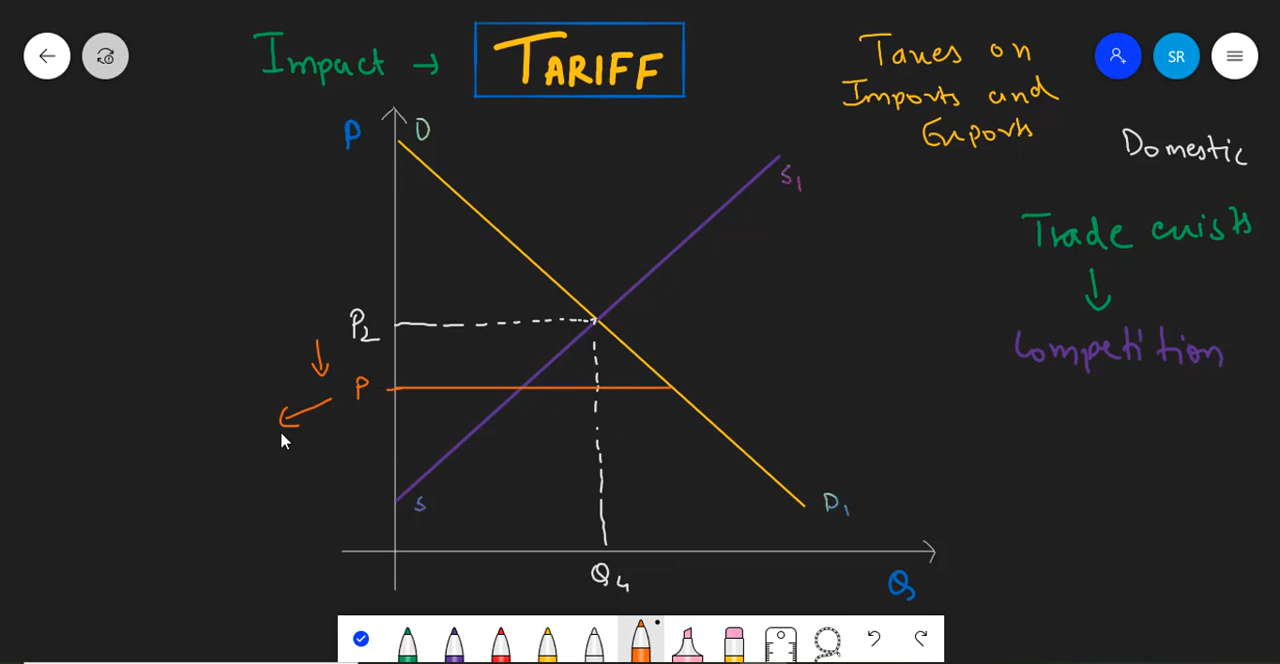 Impact → TARIFF
Taxes on
Imports and
Exports
SR
Domestic
Trade exists
↓
Competition
P
D
S1
P2
P
S
D1
Q4
Q